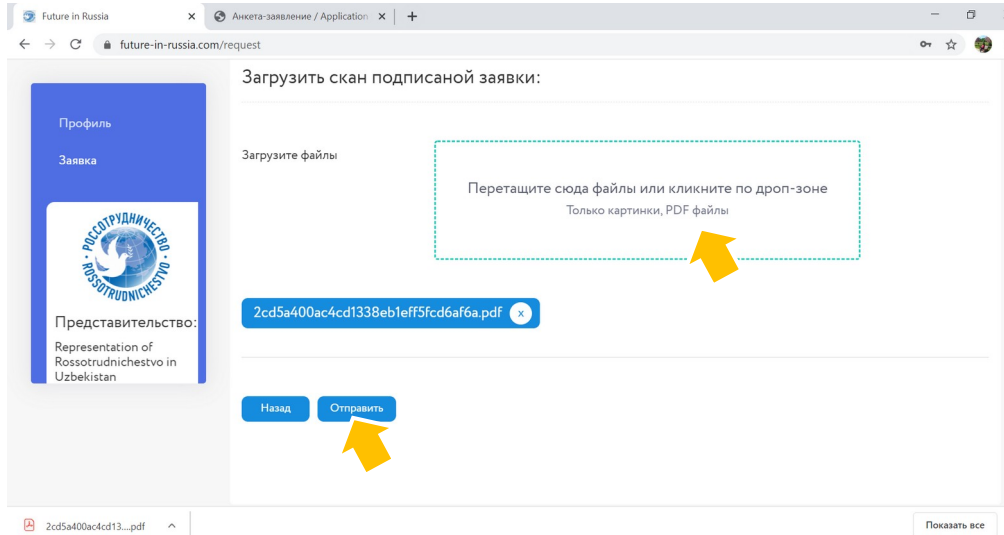 Future in Russia
Анкета-заявление / Application
future-in-russia.com/request
Загрузить скан подписаной заявки:
Профиль
Заявка
РОССОТРУДНИЧЕСТВО
ROSSOTRUDNICHESTVO
Представительство:
Representation of
Rossotrudnichestvo in
Uzbekistan
Загрузите файлы
Перетащите сюда файлы или кликните по дроп-зоне
Только картинки, PDF файлы
2cd5a400ac4cd1338eb1eff5fcd6af6a.pdf x
Назад
Отправить
2cd5a400ac4cd13....pdf
Показать все